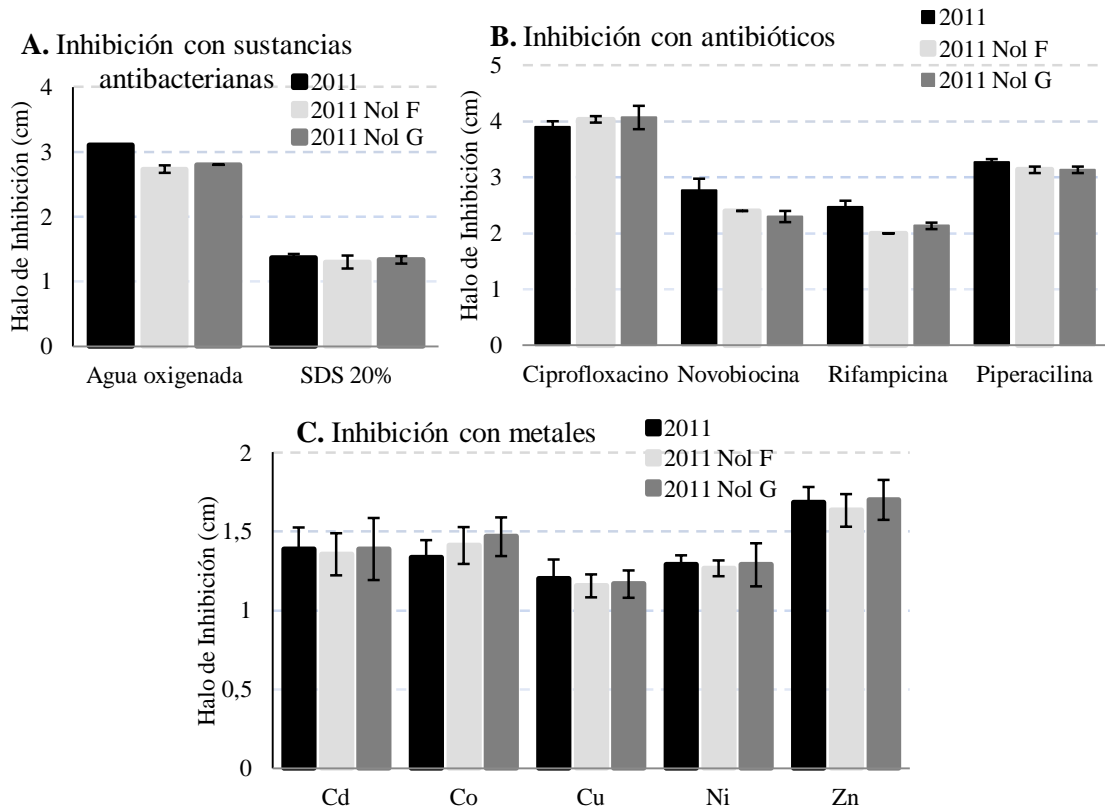 A. Inhibición con sustancias
antibacterianas
2011
2011 Nol F
2011 Nol G
Halo de Inhibición (cm)
4
3
2
1
0
Agua oxigenada
SDS 20%
B. Inhibición con antibióticos
2011
2011 Nol F
2011 Nol G
Halo de Inhibición (cm)
5
4
3
2
1
0
Ciprofloxacino
Novobiocina
Rifampicina
Piperacilina
C. Inhibición con metales
2011
2011 Nol F
2011 Nol G
Halo de Inhibición (cm)
2
1.5
1
0,5
0
Cd
Co
Cu
Ni
Zn